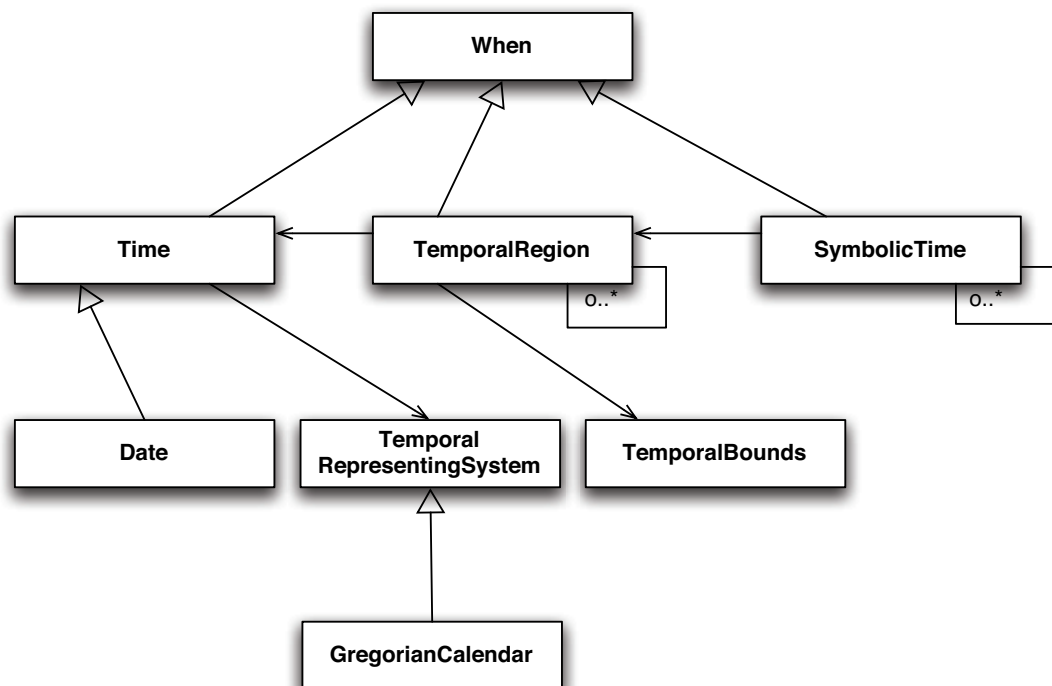 When
Time
TemporalRegion
SymbolicTime
o..*
o..*
Date
Temporal
RepresentingSystem
TemporalBounds
GregorianCalendar